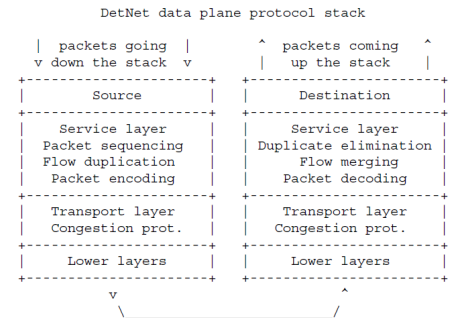 DetNet data plane protocol stack
| packets going | ^ packets coming ^
v down the stack v | up the stack |
+-----------------------+ +-----------------------+
| Source | | Destination |
+-----------------------+ +-----------------------+
| Service layer | | Service layer |
| Packet sequencing | | Duplicate elimination |
| Flow duplication | | Flow merging |
| Packet encoding | | Packet decoding |
+-----------------------+ +-----------------------+
| Transport layer | | Transport layer |
| Congestion prot. | | Congestion prot. |
+-----------------------+ +-----------------------+
| Lower layers | | Lower layers |
+-----------------------+ +-----------------------+
v ^
\_________________________/